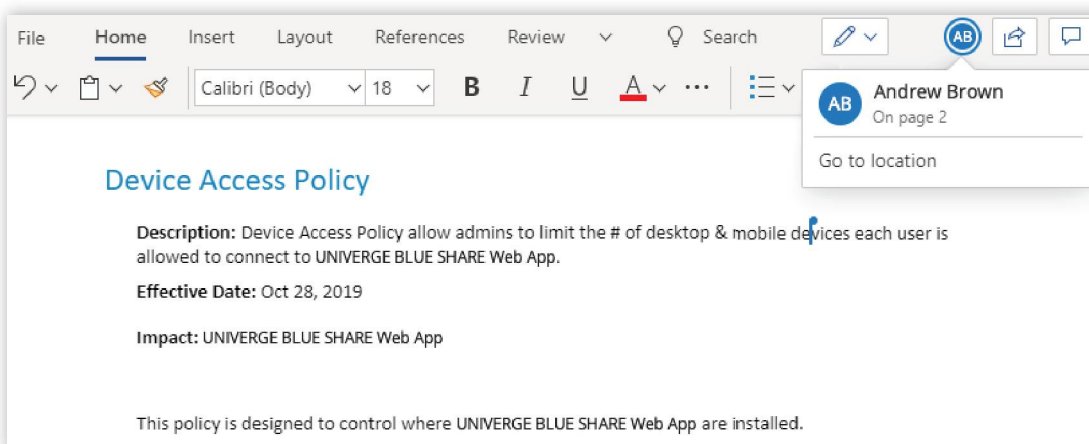 File Home Insert Layout References Review Search AB
Calibri (Body) 18 B I U A ...
AB Andrew Brown
On page 2
Go to location
Device Access Policy
Description: Device Access Policy allow admins to limit the # of desktop & mobile devices each user is
allowed to connect to UNIVERGE BLUE SHARE Web App.
Effective Date: Oct 28, 2019
Impact: UNIVERGE BLUE SHARE Web App
This policy is designed to control where UNIVERGE BLUE SHARE Web App are installed.